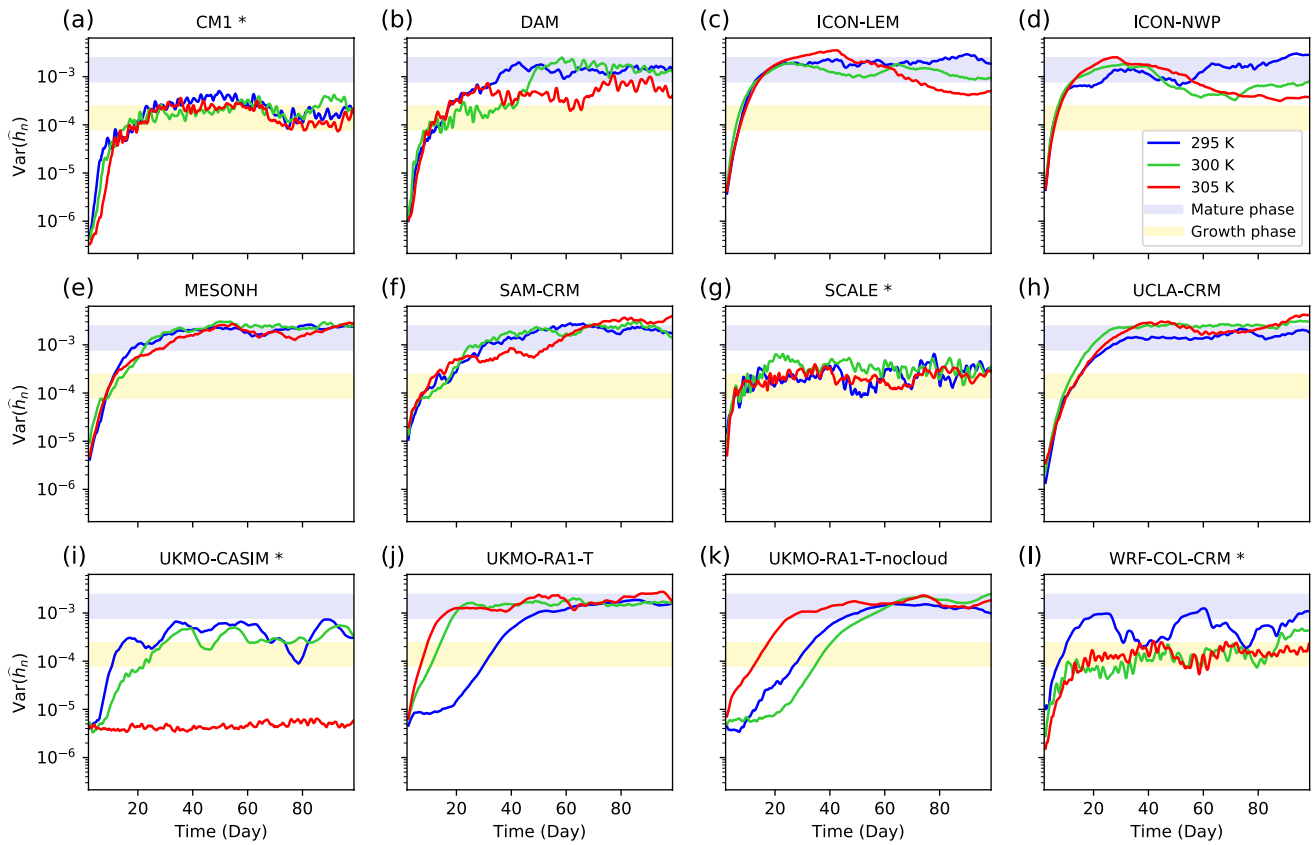 (a) CM1 *
(b) DAM
(c) ICON-LEM
(d) ICON-NWP
Var(ĥₙ)
10⁻³
10⁻⁴
10⁻⁵
10⁻⁶
295 K
300 K
305 K
Mature phase
Growth phase
(e) MESONH
(f) SAM-CRM
(g) SCALE *
(h) UCLA-CRM
Var(ĥₙ)
10⁻³
10⁻⁴
10⁻⁵
10⁻⁶
(i) UKMO-CASIM *
(j) UKMO-RA1-T
(k) UKMO-RA1-T-nocloud
(l) WRF-COL-CRM *
Var(ĥₙ)
10⁻³
10⁻⁴
10⁻⁵
10⁻⁶
20 40 60 80
20 40 60 80
20 40 60 80
20 40 60 80
Time (Day)
Time (Day)
Time (Day)
Time (Day)